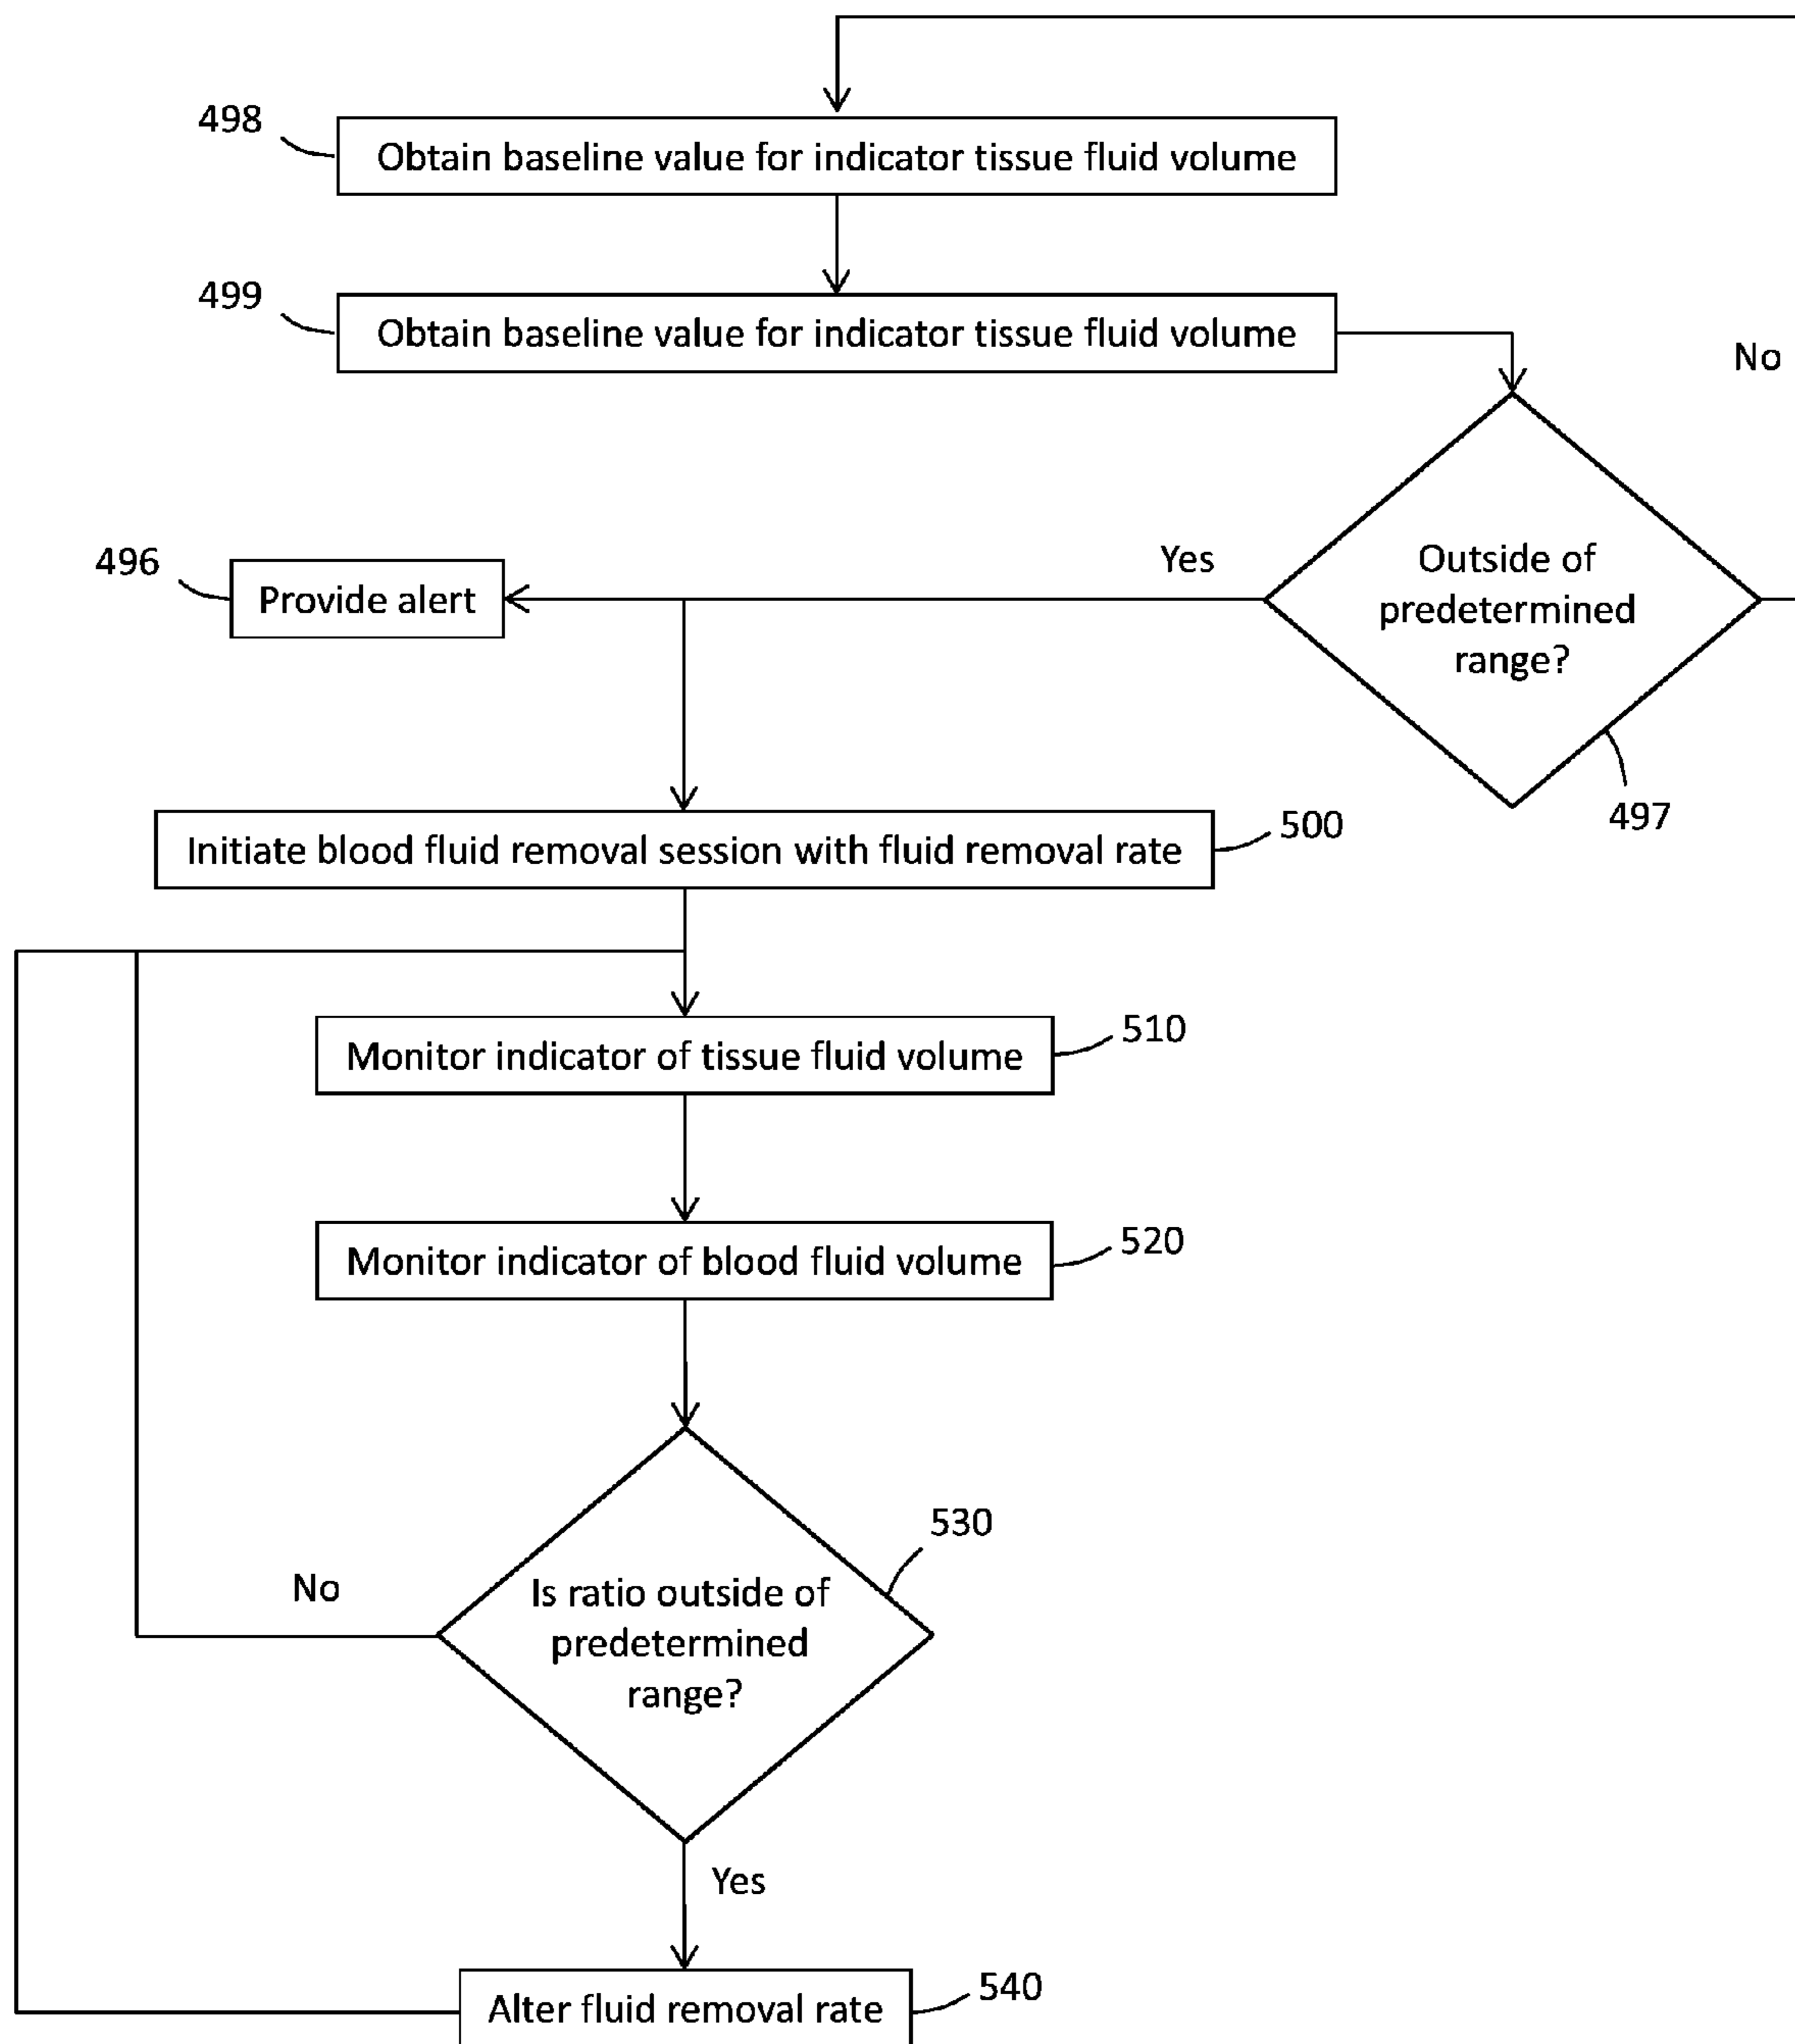 498
Obtain baseline value for indicator tissue fluid volume
499
Obtain baseline value for indicator tissue fluid volume
No
496
Provide alert
Yes
Outside of
predetermined
range?
497
Initiate blood fluid removal session with fluid removal rate
500
Monitor indicator of tissue fluid volume
510
Monitor indicator of blood fluid volume
520
530
No
Is ratio outside of
predetermined
range?
Yes
Alter fluid removal rate
540